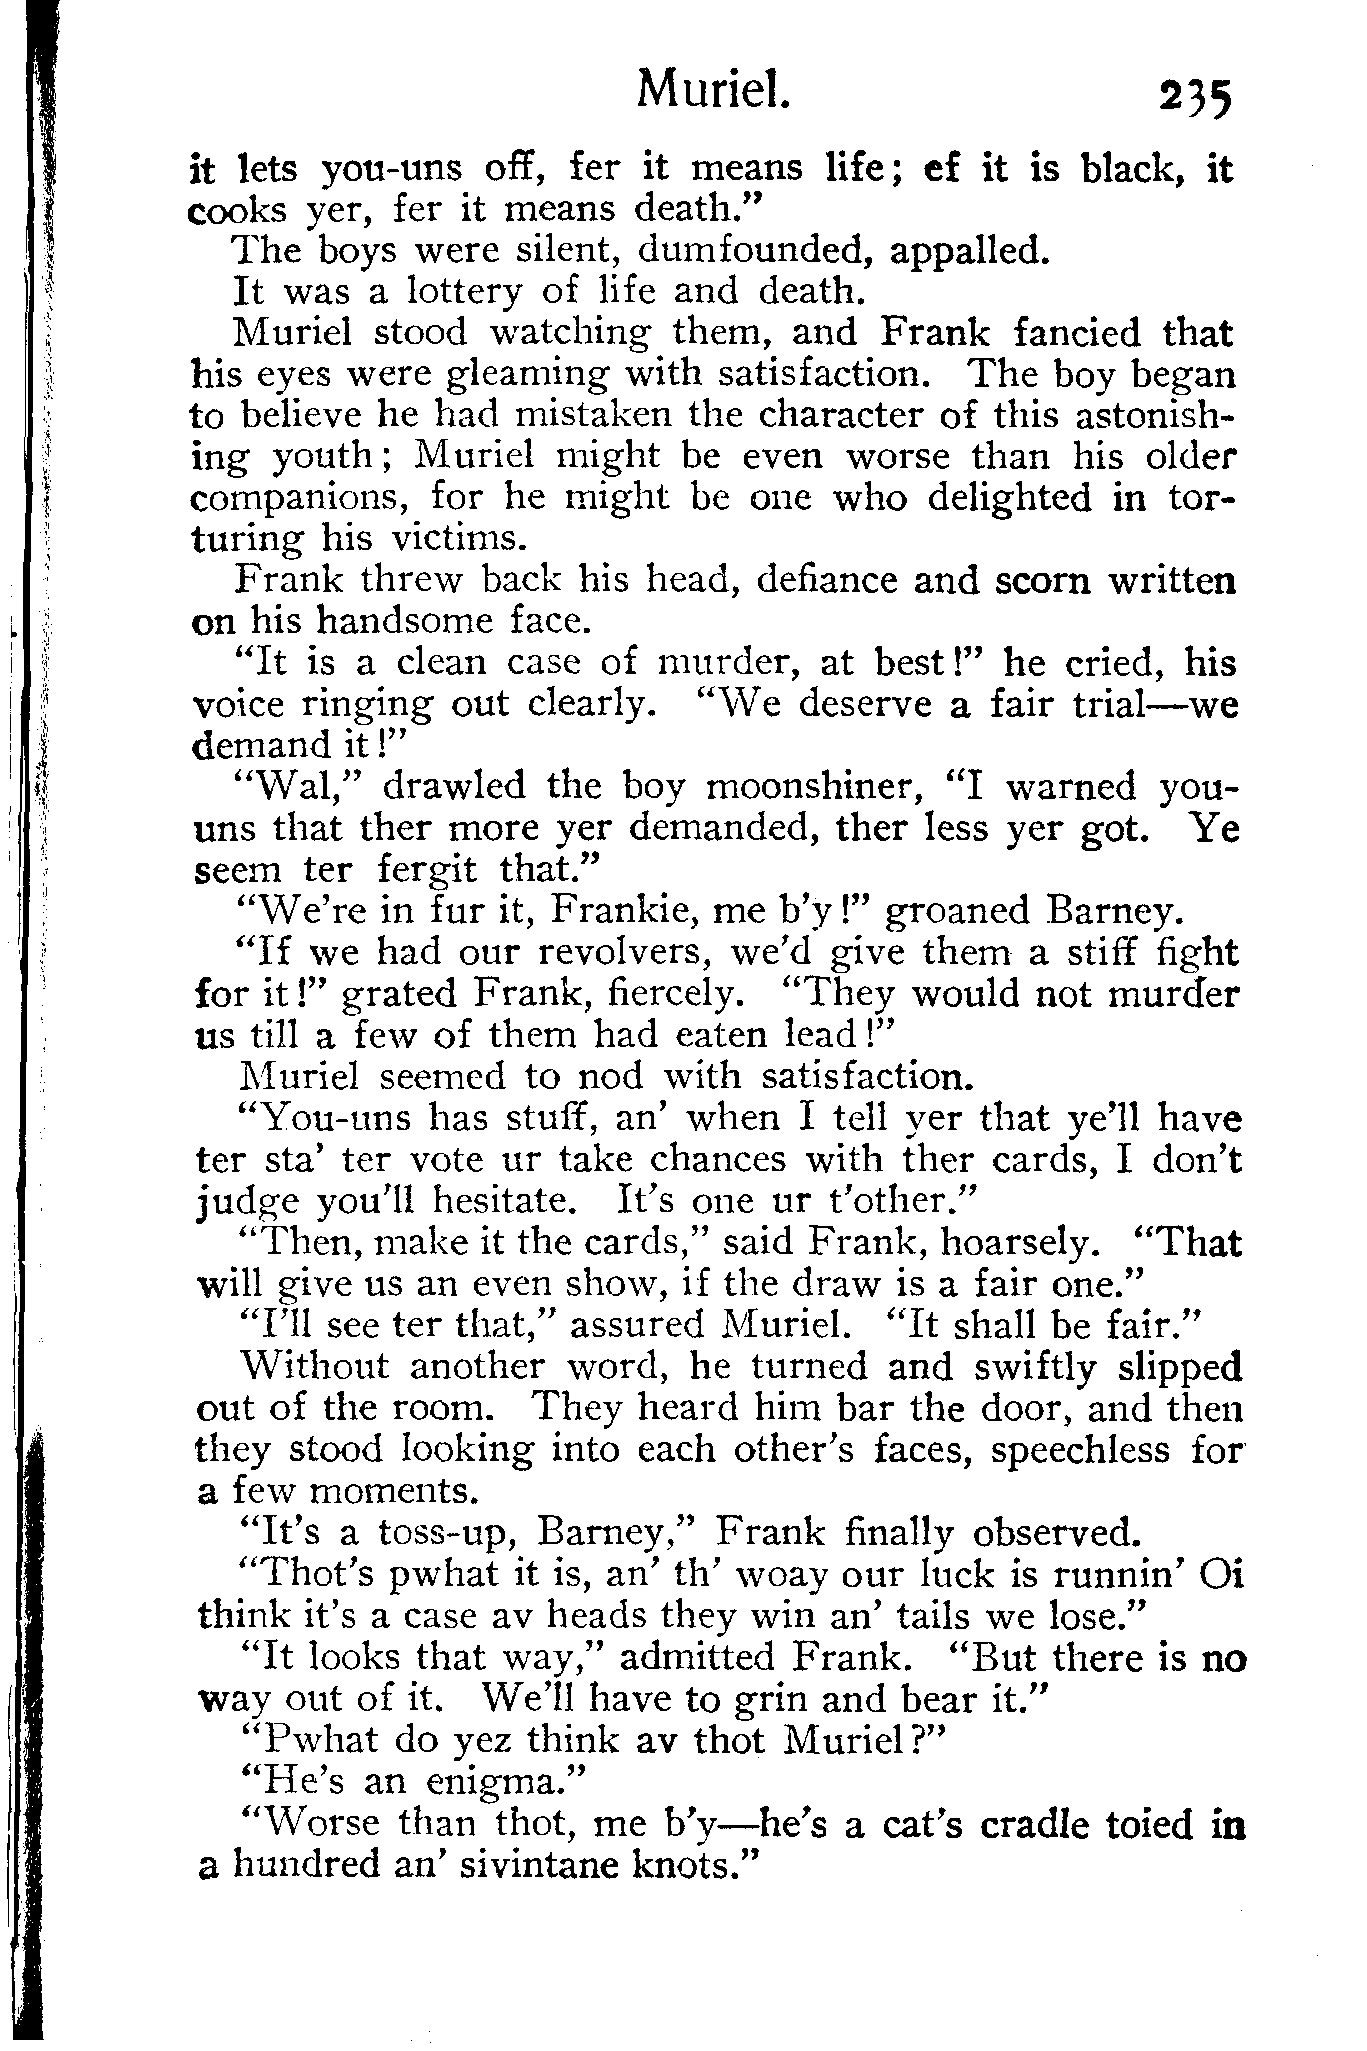 Muriel. 235
it lets you-uns off, fer it means life; ef it is black, it
cooks yer, fer it means death.”
The boys were silent, dumfounded, appalled.
It was a lottery of life and death.
Muriel stood watching them, and Frank fancied that
his eyes were gleaming with satisfaction. The boy began
to believe he had mistaken the character of this astonish-
ing youth; Muriel might be even worse than his older
companions, for he might be one who delighted in tor-
turing his victims.
Frank threw back his head, defiance and scorn written
on his handsome face.
“It is a clean case of murder, at best!” he cried, his
voice ringing out clearly. “We deserve a fair trial—we
demand it!”
“Wal,” drawled the boy moonshiner, “I warned you-
uns that ther more yer demanded, ther less yer got. Ye
seem ter fergit that.”
“We’re in fur it, Frankie, me b’y!” groaned Barney.
“If we had our revolvers, we’d give them a stiff fight
for it!” grated Frank, fiercely. “They would not murder
us till a few of them had eaten lead!”
Muriel seemed to nod with satisfaction.
“You-uns has stuff, an’ when I tell yer that ye’ll have
ter sta’ ter vote ur take chances with ther cards, I don’t
judge you’ll hesitate. It’s one ur t’other.”
“Then, make it the cards,” said Frank, hoarsely. “That
will give us an even show, if the draw is a fair one.”
“I’ll see ter that,” assured Muriel. “It shall be fair.”
Without another word, he turned and swiftly slipped
out of the room. They heard him bar the door, and then
they stood looking into each other’s faces, speechless for
a few moments.
“It’s a toss-up, Barney,” Frank finally observed.
“Thot’s pwhat it is, an’ th’ woay our luck is runnin’ Oi
think it’s a case av heads they win an’ tails we lose.”
“It looks that way,” admitted Frank. “But there is no
way out of it. We’ll have to grin and bear it.”
“Pwhat do yez think av thot Muriel?”
“He’s an enigma.”
“Worse than thot, me b’y—he’s a cat’s cradle toied in
a hundred an’ sivintane knots.”